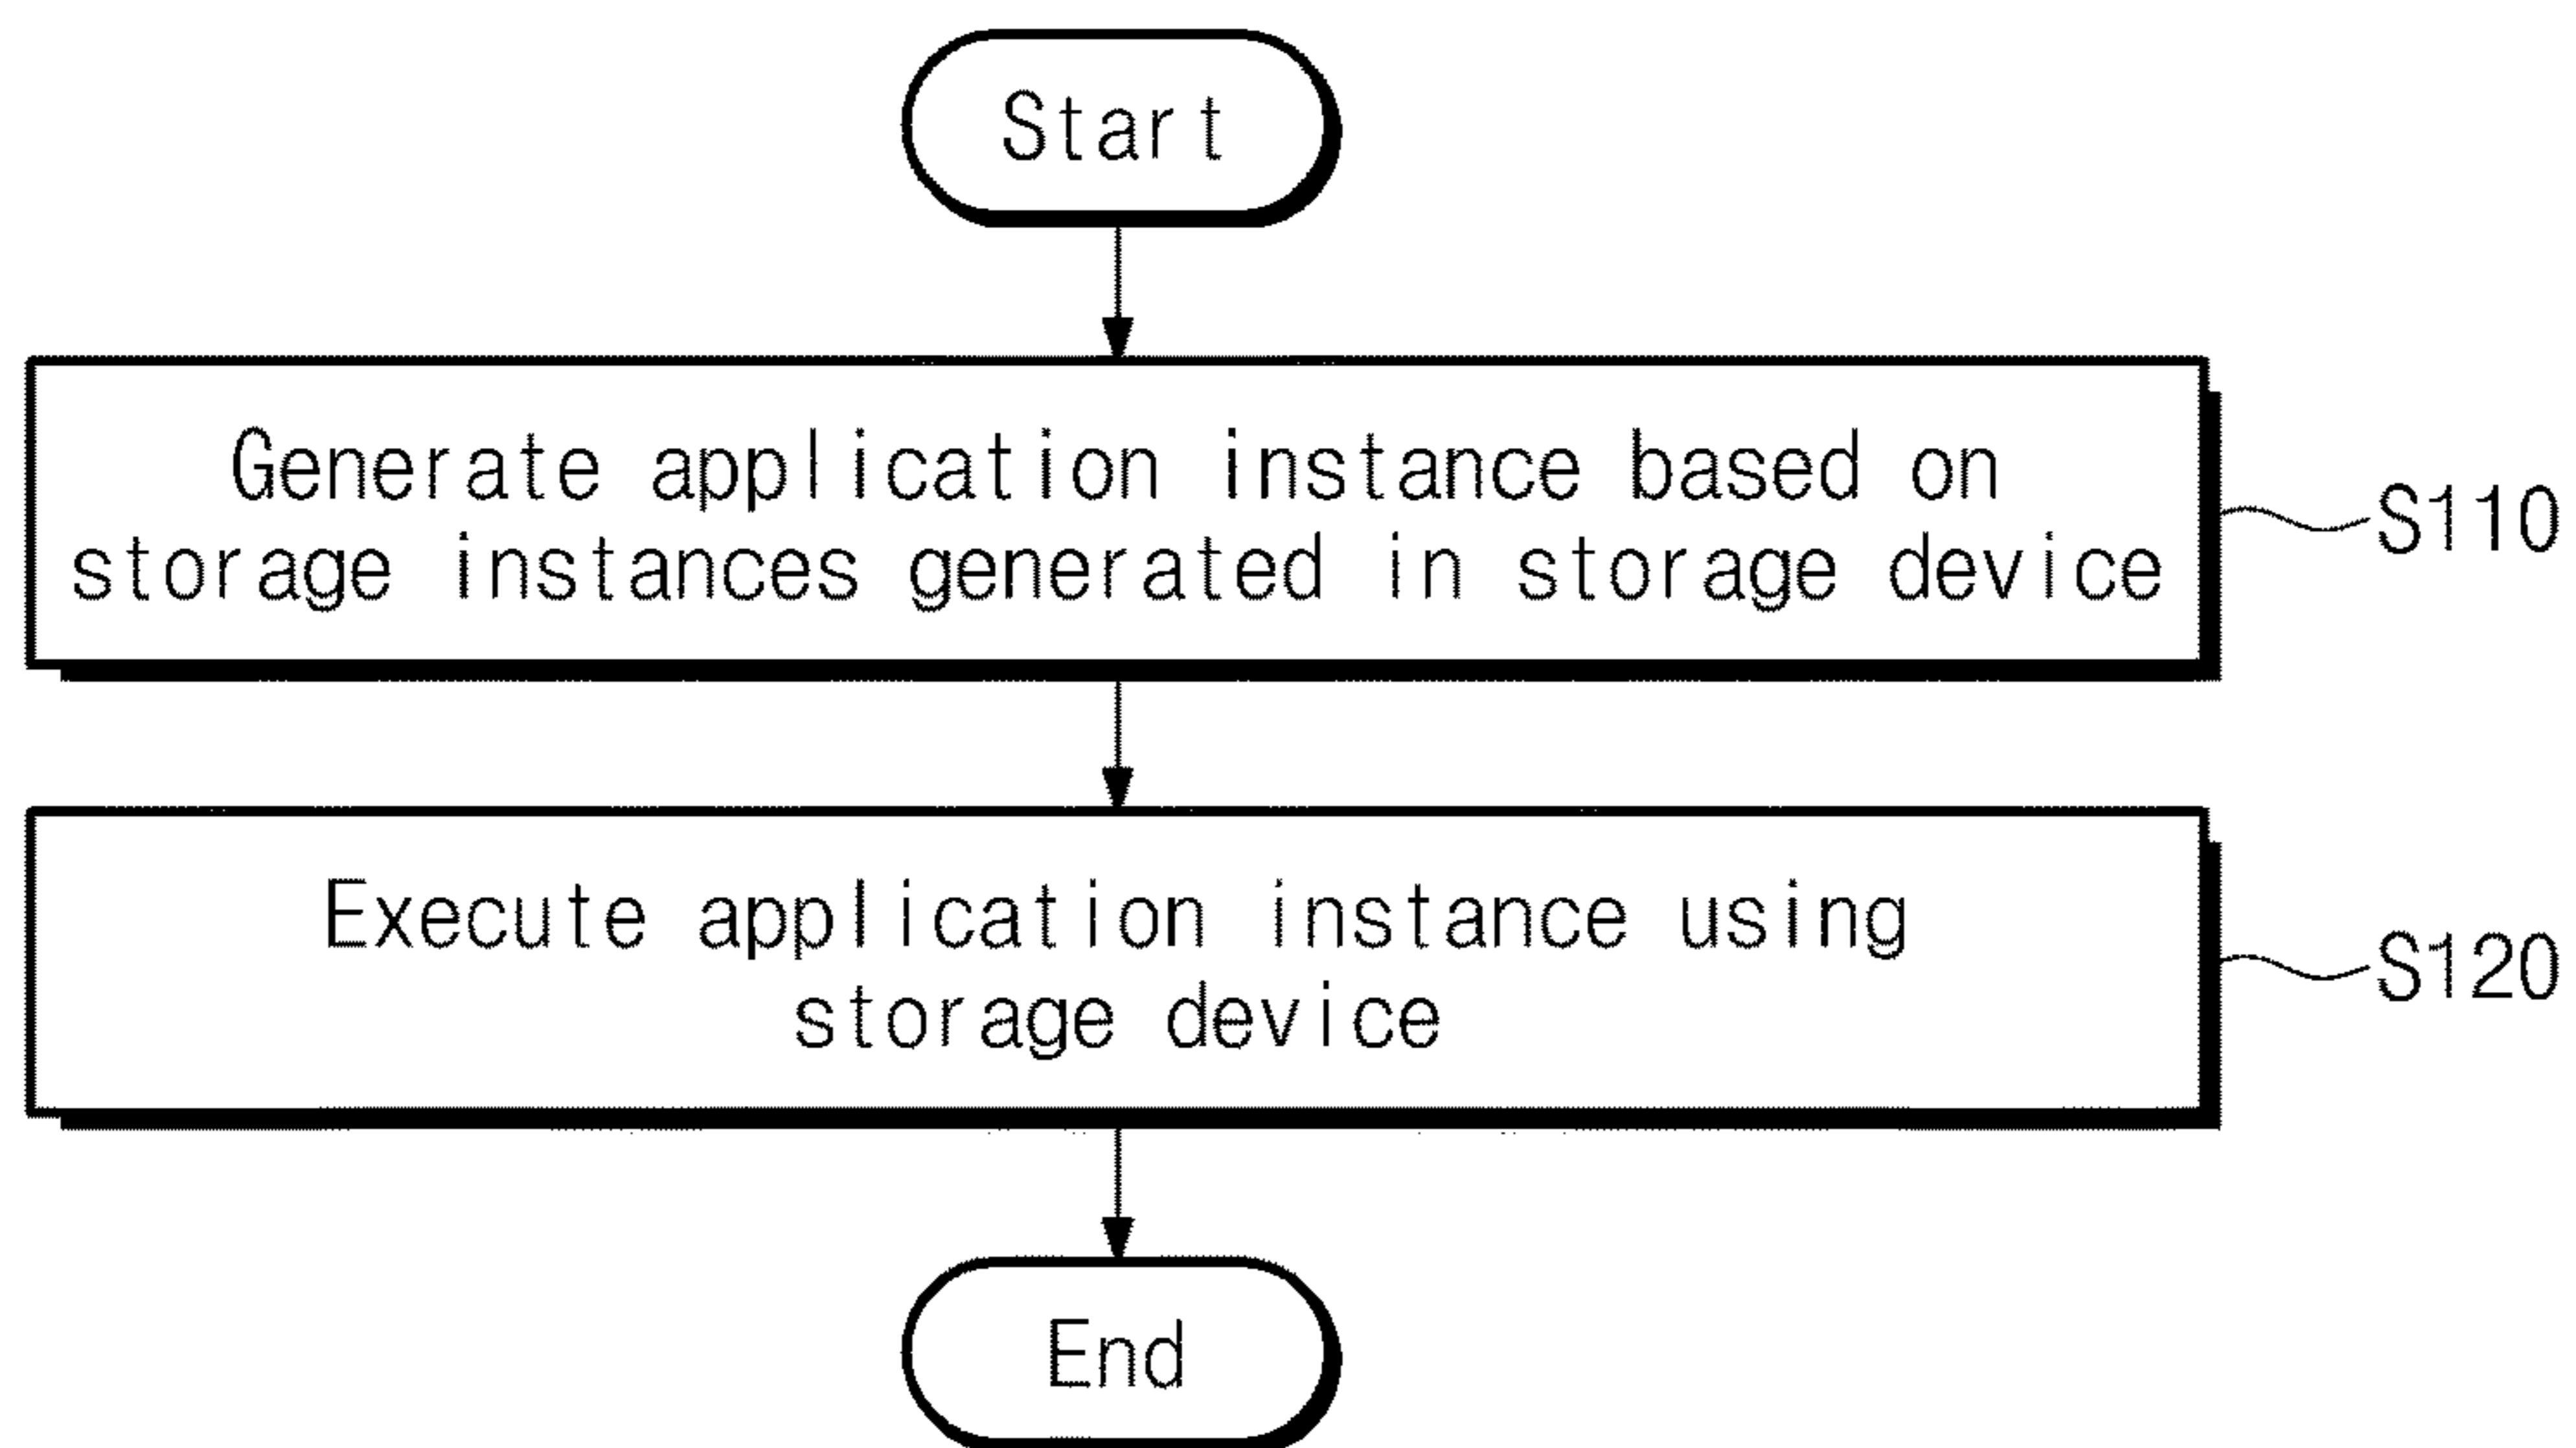 Start
Generate application instance based on
storage instances generated in storage device
S110
Execute application instance using
storage device
S120
End